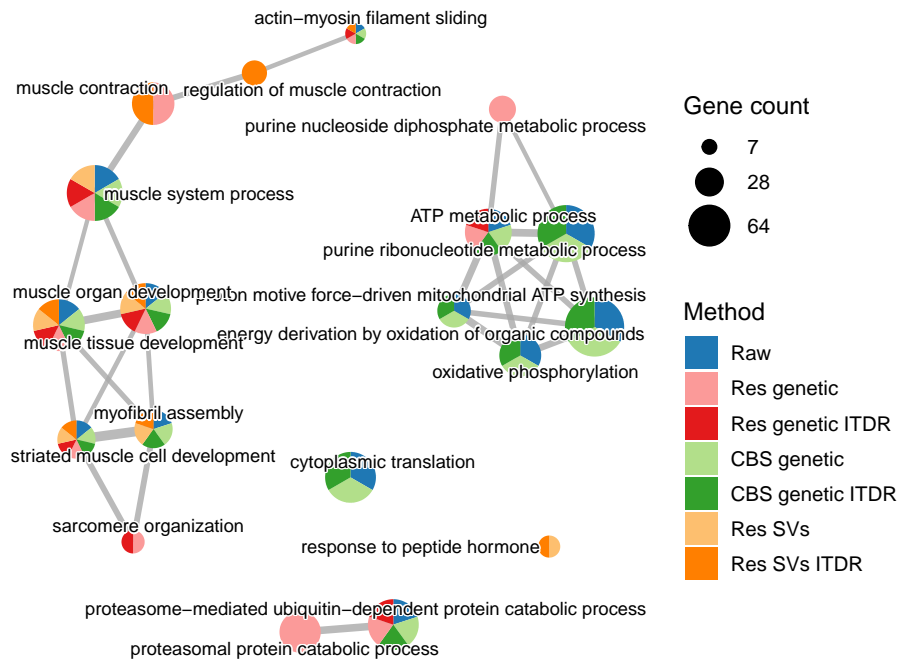 actin−myosin filament sliding
muscle contraction
regulation of muscle contraction
purine nucleoside diphosphate metabolic process
muscle system process
ATP metabolic process
purine ribonucleotide metabolic process
muscle organ development
proton motive force−driven mitochondrial ATP synthesis
muscle tissue development
energy derivation by oxidation of organic compounds
oxidative phosphorylation
myofibril assembly
striated muscle cell development
cytoplasmic translation
sarcomere organization
response to peptide hormone
proteasome−mediated ubiquitin−dependent protein catabolic process
proteasomal protein catabolic process
Gene count
7
28
64
Method
Raw
Res genetic
Res genetic ITDR
CBS genetic
CBS genetic ITDR
Res SVs
Res SVs ITDR